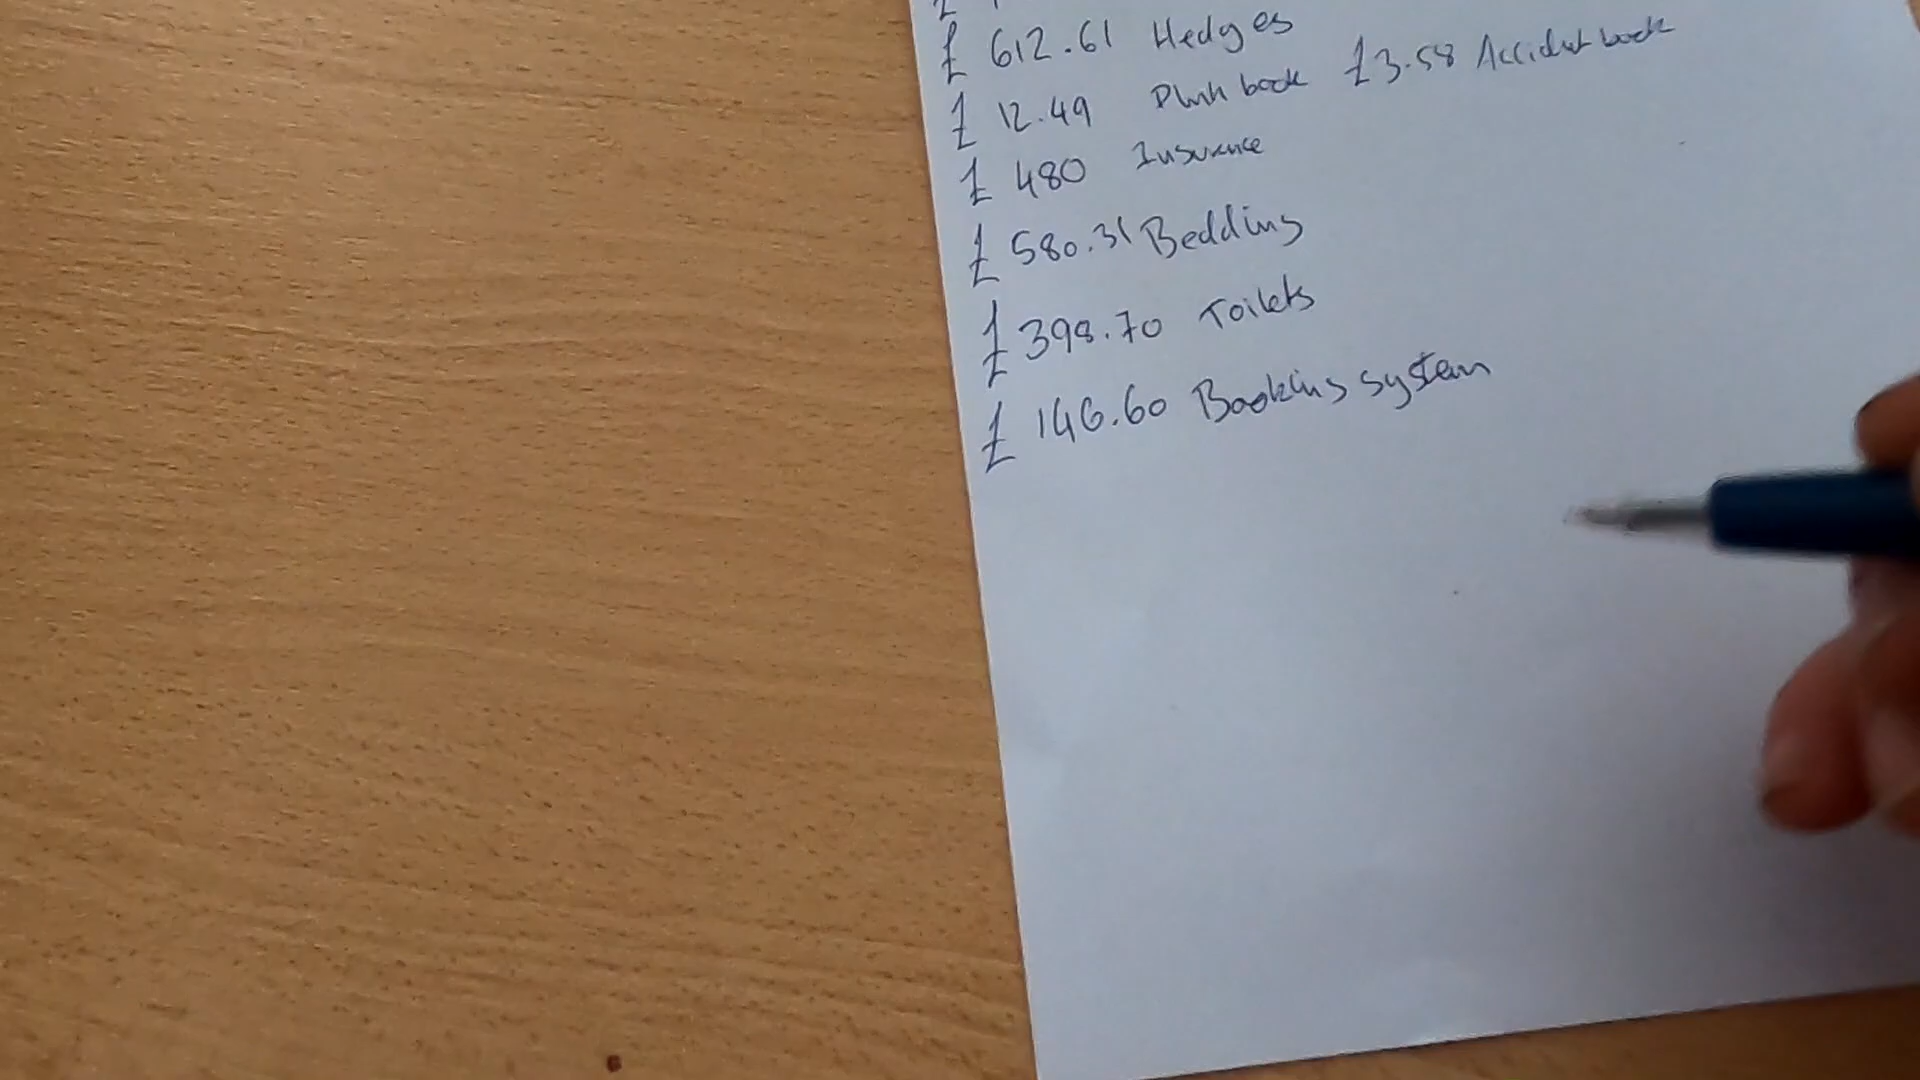 £ 612.61 Hedges
£ 12.49 book £3.58 Accident book
£ 480 Insurance
£ 580.31 Bedding
£ 398.70 Toilets
£ 146.60 Booking system